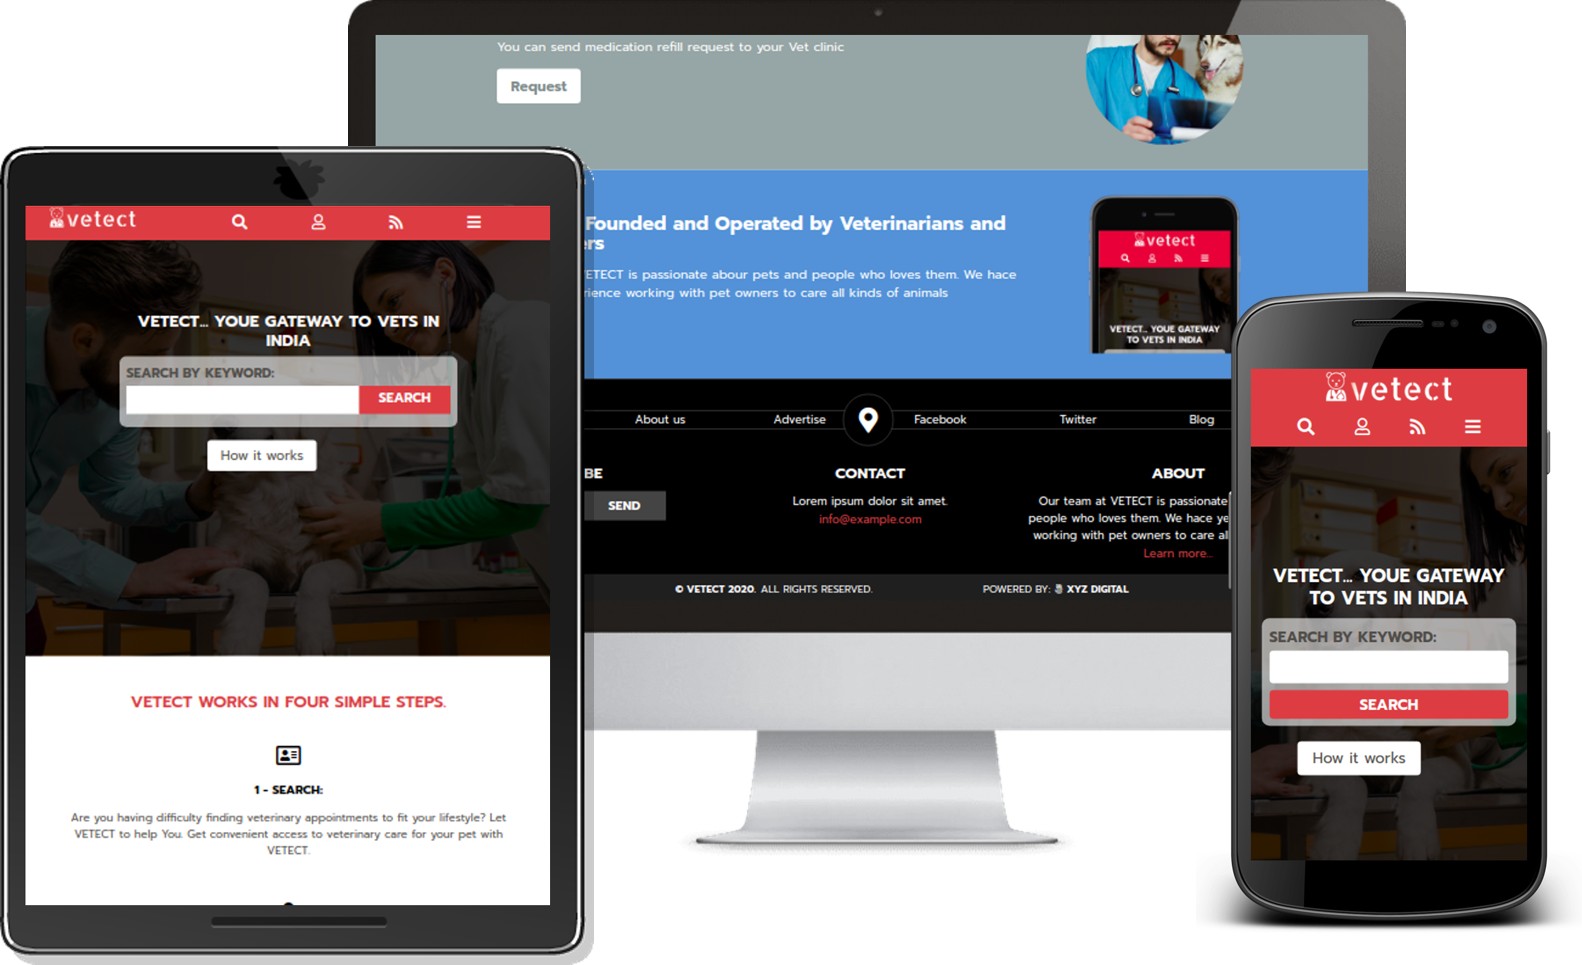 You can send medication refill request to your Vet clinic
Request
Founded and Operated by Veterinarians and
ers
VETECT is passionate abour pets and people who loves them. We hace
rience working with pet owners to care all kinds of animals
vetect
VETECT... YOUE GATEWAY
TO VETS IN INDIA
About us
Advertise
Facebook
Twitter
Blog
BE
SEND
CONTACT
Lorem ipsum dolor sit amet.
info@example.com
ABOUT
Our team at VETECT is passionate
people who loves them. We hace ye
working with pet owners to care al
Learn more...
© VETECT 2020. ALL RIGHTS RESERVED.
POWERED BY: XYZ DIGITAL
vetect
VETECT... YOUE GATEWAY TO VETS IN
INDIA
SEARCH BY KEYWORD:
SEARCH
How it works
VETECT WORKS IN FOUR SIMPLE STEPS.
1 - SEARCH:
Are you having difficulty finding veterinary appointments to fit your lifestyle? Let
VETECT to help You. Get convenient access to veterinary care for your pet with
VETECT.
vetect
VETECT... YOUE GATEWAY
TO VETS IN INDIA
SEARCH BY KEYWORD:
SEARCH
How it works